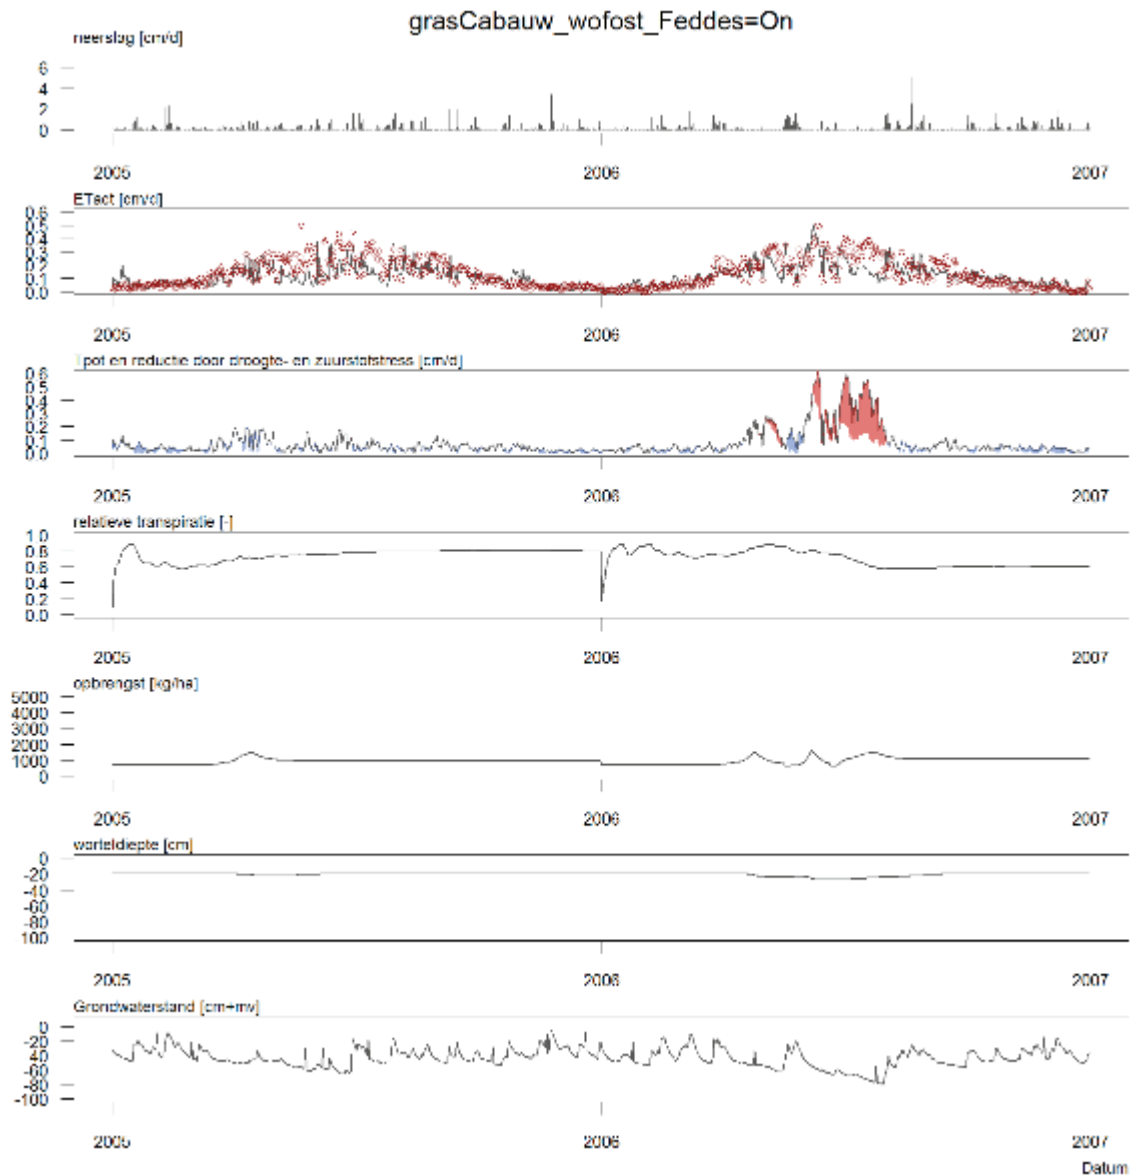 grasCabauw_wofost_Feddes=On
neerslag [cm/d]
6
4
2
0
2005 2006 2007
ETact [cm/d]
0.6
0.5
0.4
0.3
0.2
0.1
0.0
2005 2006 2007
Tpot en reductie door droogte- en zuurstofstress [cm/d]
0.6
0.5
0.4
0.3
0.2
0.1
0.0
2005 2006 2007
relatieve transpiratie [-]
1.0
0.8
0.6
0.4
0.2
0.0
2005 2006 2007
opbrengst [kg/ha]
5000
4000
3000
2000
1000
0
2005 2006 2007
worteldiepte [cm]
0
-20
-40
-60
-80
100
2005 2006 2007
Grondwaterstand [cm+mv]
0
-20
-40
-60
-80
-100
2005 2006 2007
Datum